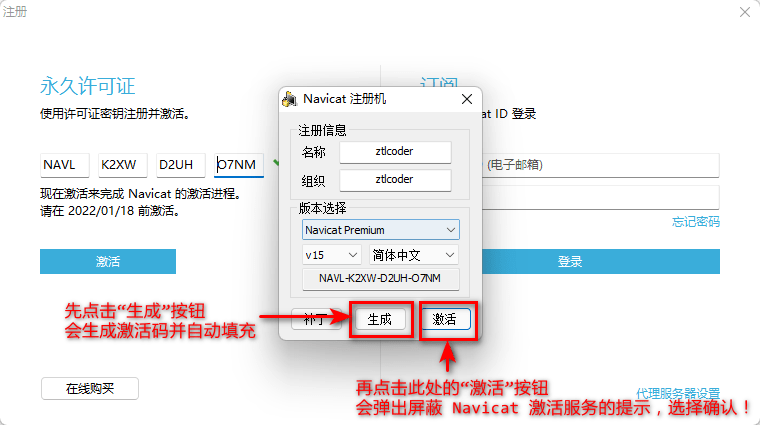 注册
永久许可证
使用许可证密钥注册并激活。
NAVL K2XW D2UH O7NM
现在激活来完成 Navicat 的激活进程。
请在 2022/01/18 前激活。
激活
在线购买
订阅
ID 登录
(电子邮箱)
忘记密码
登录
代理服务器设置
Navicat 注册机
注册信息
名称 ztlcoder
组织 ztlcoder
版本选择
Navicat Premium
v15 简体中文
NAVL-K2XW-D2UH-O7NM
补丁 生成 激活
先点击“生成”按钮
会生成激活码并自动填充
再点击此处的“激活”按钮
会弹出屏蔽 Navicat 激活服务的提示，选择确认！